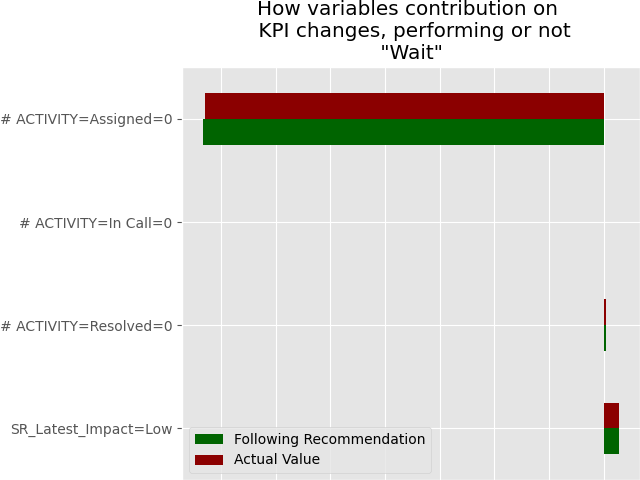 How variables contribution on
KPI changes, performing or not
"Wait"
# ACTIVITY=Assigned=0
# ACTIVITY=In Call=0
# ACTIVITY=Resolved=0
SR_Latest_Impact=Low
Following Recommendation
Actual Value